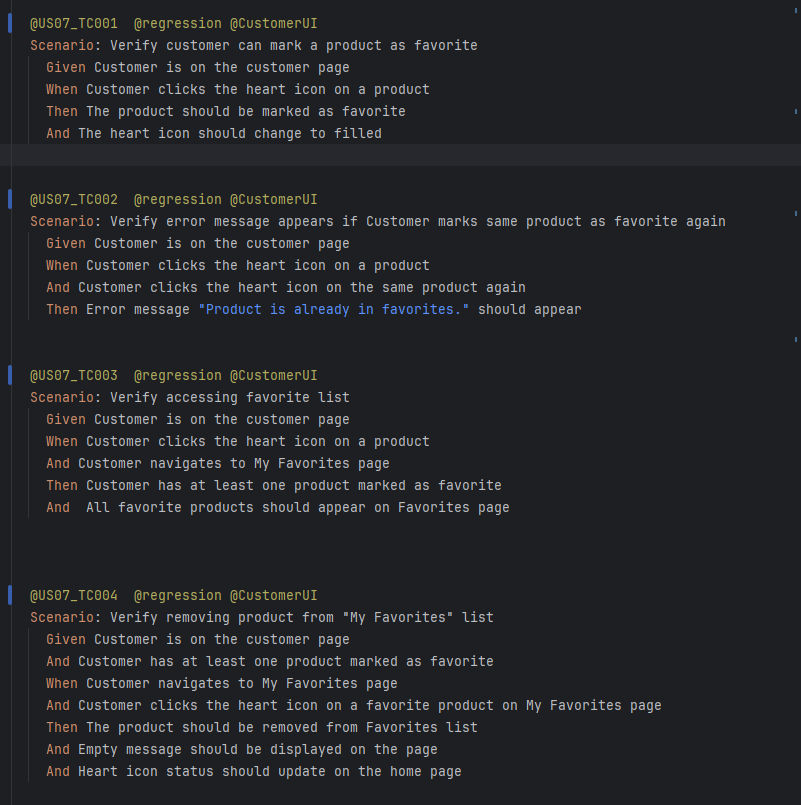 @US07_TC001  @regression @CustomerUI
Scenario: Verify customer can mark a product as favorite
Given Customer is on the customer page
When Customer clicks the heart icon on a product
Then The product should be marked as favorite
And The heart icon should change to filled
@US07_TC002  @regression @CustomerUI
Scenario: Verify error message appears if Customer marks same product as favorite again
Given Customer is on the customer page
When Customer clicks the heart icon on a product
And Customer clicks the heart icon on the same product again
Then Error message "Product is already in favorites." should appear
@US07_TC003  @regression @CustomerUI
Scenario: Verify accessing favorite list
Given Customer is on the customer page
When Customer clicks the heart icon on a product
And Customer navigates to My Favorites page
Then Customer has at least one product marked as favorite
And  All favorite products should appear on Favorites page
@US07_TC004  @regression @CustomerUI
Scenario: Verify removing product from "My Favorites" list
Given Customer is on the customer page
And Customer has at least one product marked as favorite
When Customer navigates to My Favorites page
And Customer clicks the heart icon on a favorite product on My Favorites page
Then The product should be removed from Favorites list
And Empty message should be displayed on the page
And Heart icon status should update on the home page